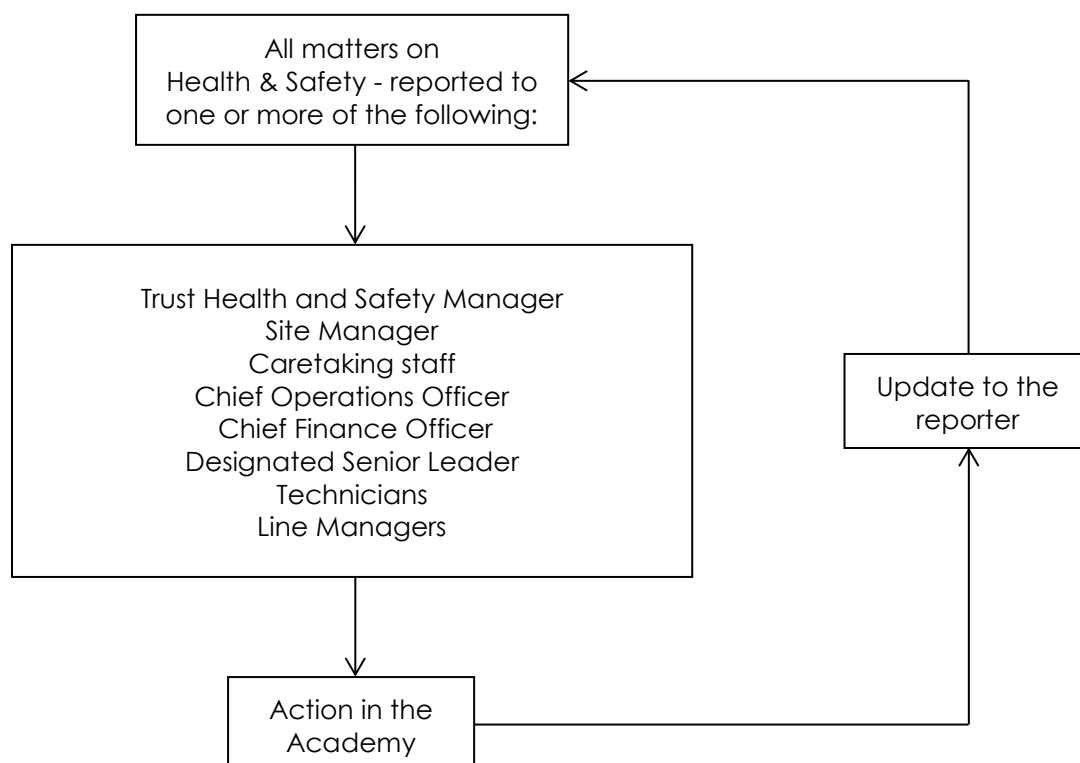 All matters on
Health & Safety - reported to
one or more of the following:
Trust Health and Safety Manager
Site Manager
Caretaking staff
Chief Operations Officer
Chief Finance Officer
Designated Senior Leader
Technicians
Line Managers
Update to the
reporter
Action in the
Academy